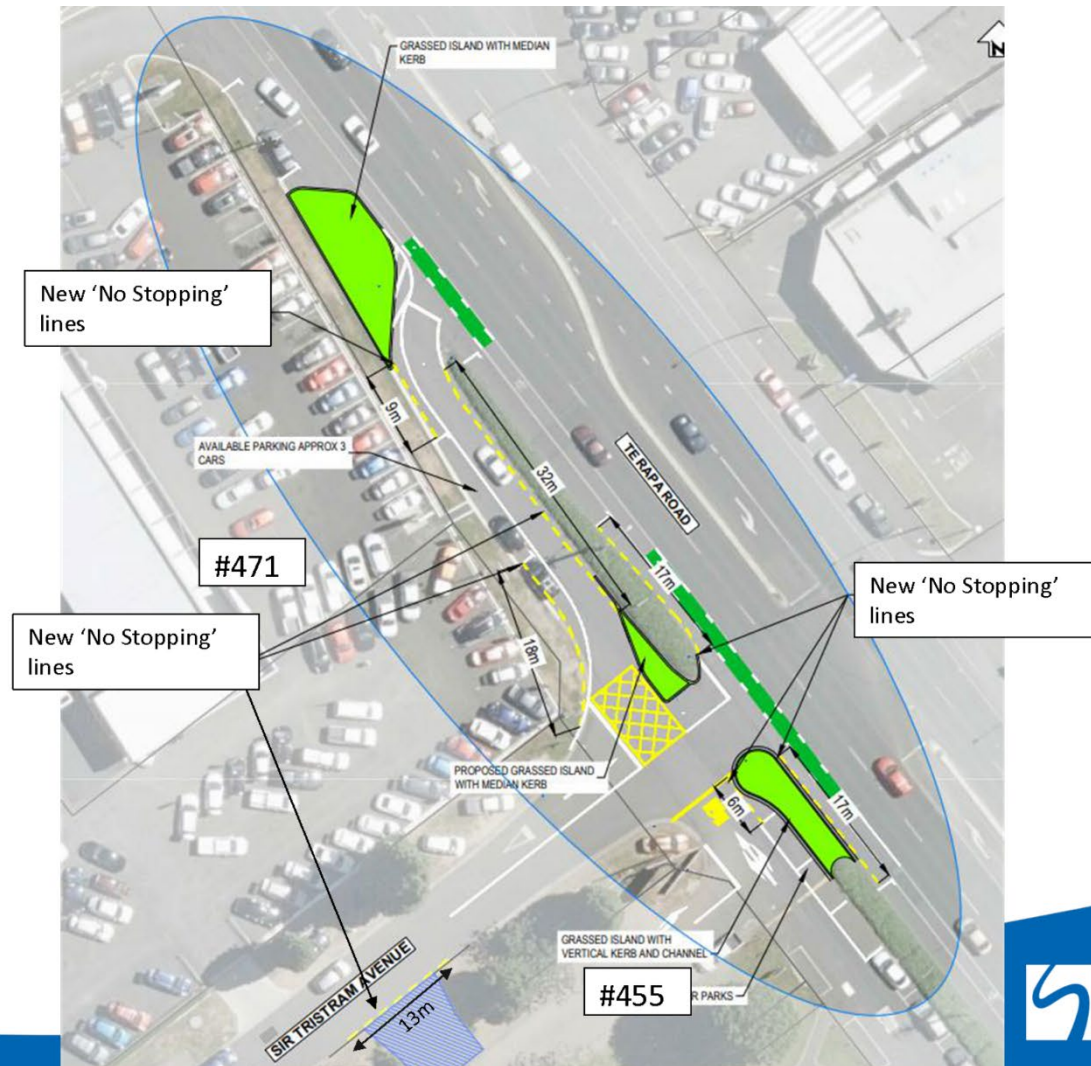 GRASSED ISLAND WITH MEDIAN
KERB
N
New ‘No Stopping’
lines
9m
AVAILABLE PARKING APPROX 3
CARS
32m
TE RAPA ROAD
#471
17m
New ‘No Stopping’
lines
New ‘No Stopping’
lines
18m
PROPOSED GRASSED ISLAND
WITH MEDIAN KERB
6m
17m
GRASSED ISLAND WITH
VERTICAL KERB AND CHANNEL
#455
R PARKS
SIR TRISTRAM AVENUE
13m